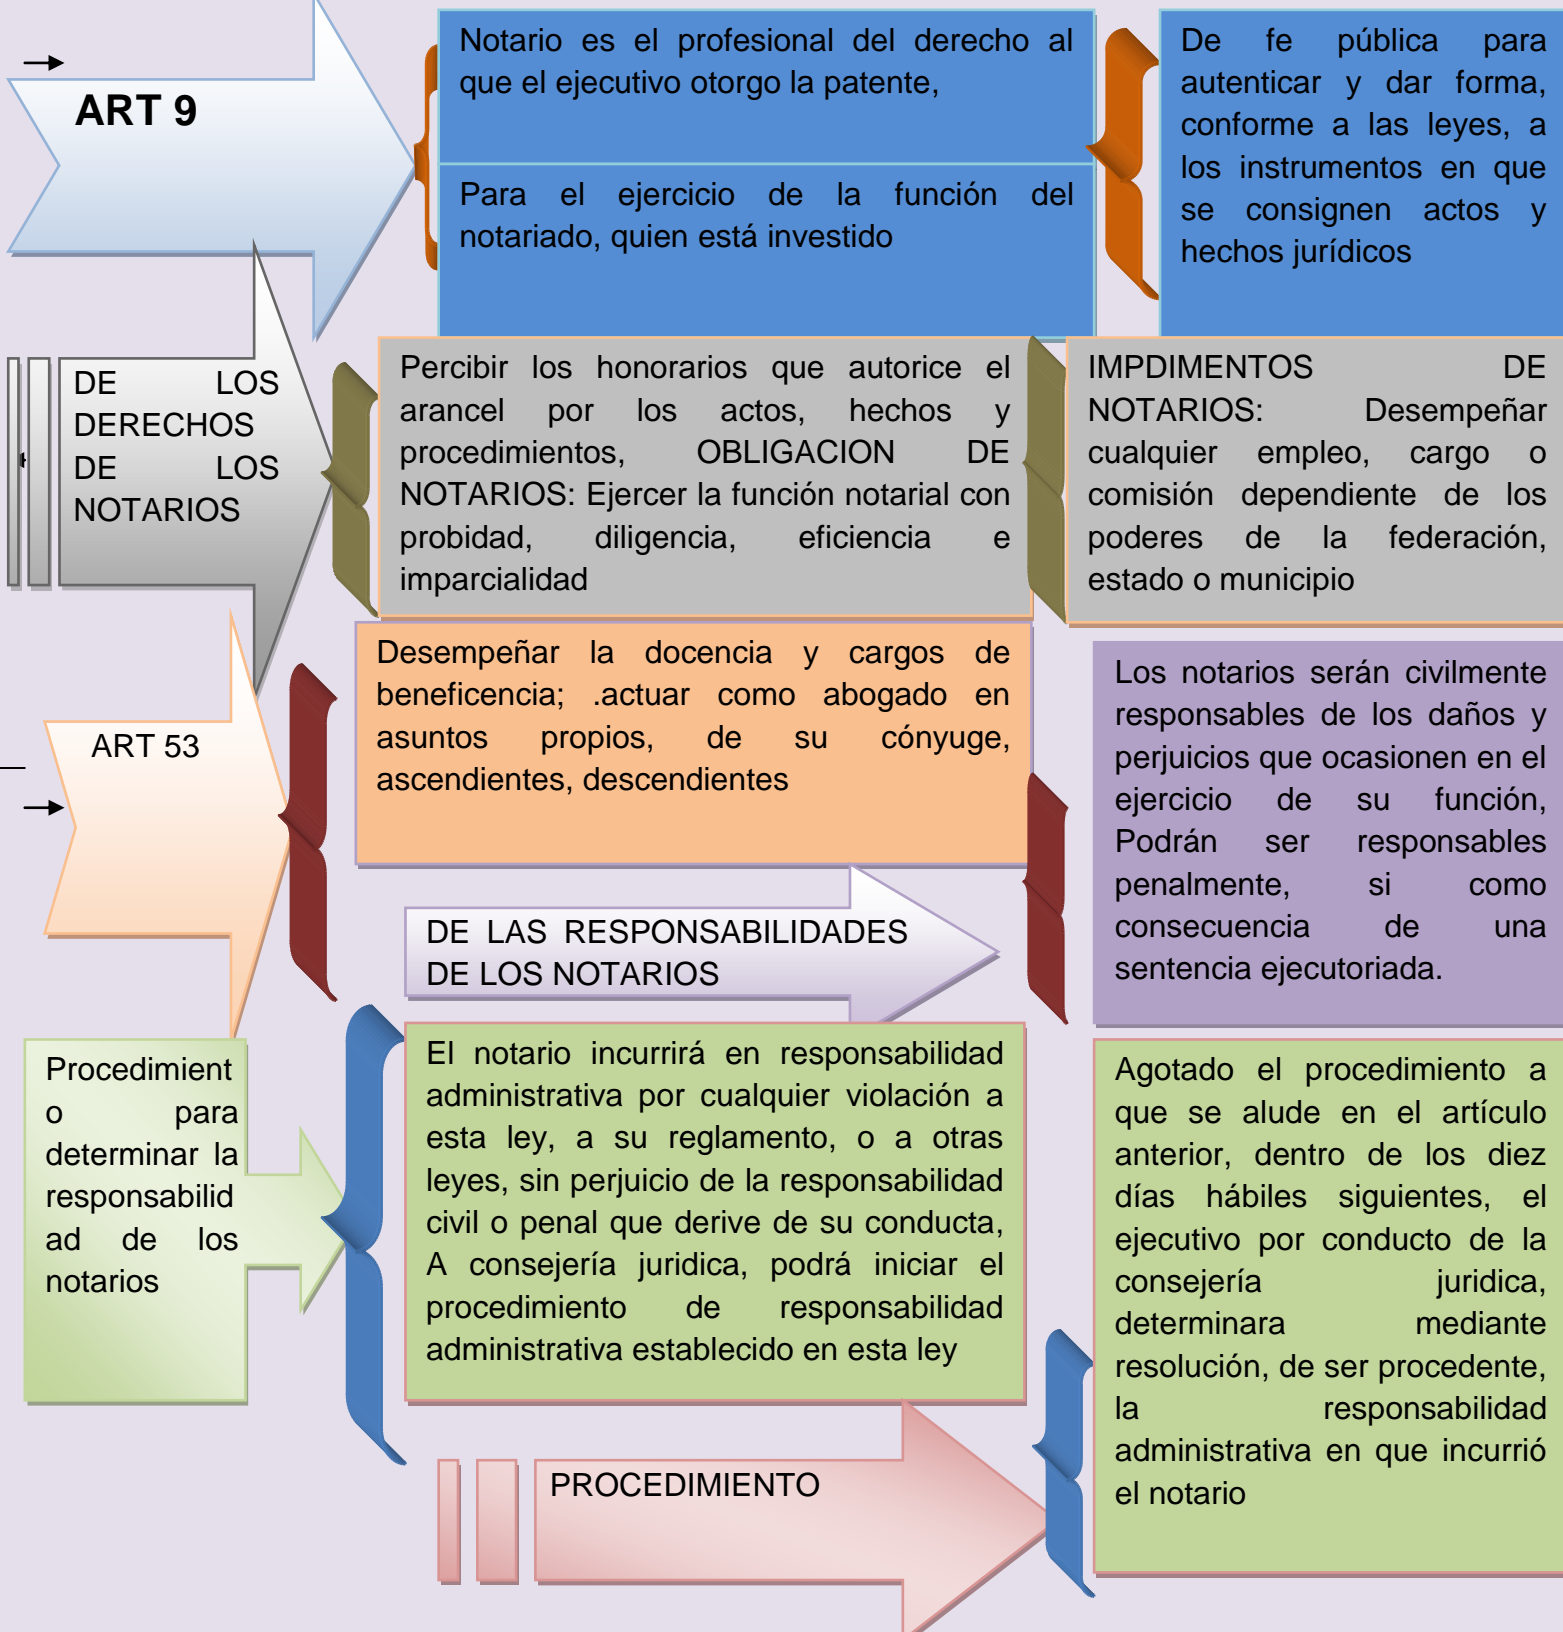 ART 9
Notario es el profesional del derecho al
que el ejecutivo otorgo la patente,
Para el ejercicio de la función del
notariado, quien está investido
De fe pública para
autenticar y dar forma,
conforme a las leyes, a
los instrumentos en que
se consignen actos y
hechos jurídicos
DE LOS
DERECHOS
DE LOS
NOTARIOS
Percibir los honorarios que autorice el
arancel por los actos, hechos y
procedimientos, OBLIGACION DE
NOTARIOS: Ejercer la función notarial con
probidad, diligencia, eficiencia e
imparcialidad
IMPDIMENTOS DE
NOTARIOS: Desempeñar
cualquier empleo, cargo o
comisión dependiente de los
poderes de la federación,
estado o municipio
ART 53
Desempeñar la docencia y cargos de
beneficencia; .actuar como abogado en
asuntos propios, de su cónyuge,
ascendientes, descendientes
DE LAS RESPONSABILIDADES
DE LOS NOTARIOS
Los notarios serán civilmente
responsables de los daños y
perjuicios que ocasionen en el
ejercicio de su función,
Podrán ser responsables
penalmente, si como
consecuencia de una
sentencia ejecutoriada.
Procedimient
o para
determinar la
responsabilid
ad de los
notarios
El notario incurrirá en responsabilidad
administrativa por cualquier violación a
esta ley, a su reglamento, o a otras
leyes, sin perjuicio de la responsabilidad
civil o penal que derive de su conducta,
A consejería juridica, podrá iniciar el
procedimiento de responsabilidad
administrativa establecido en esta ley
PROCEDIMIENTO
Agotado el procedimiento a
que se alude en el artículo
anterior, dentro de los diez
días hábiles siguientes, el
ejecutivo por conducto de la
consejería juridica,
determinara mediante
resolución, de ser procedente,
la responsabilidad
administrativa en que incurrió
el notario